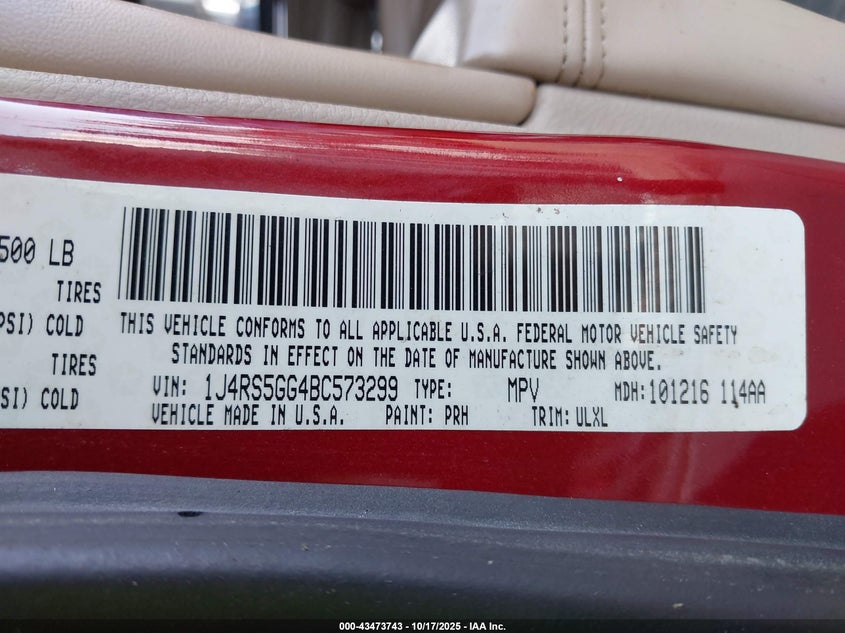 500 LB
TIRES
PSI) COLD
TIRES
SI) COLD
THIS VEHICLE CONFORMS TO ALL APPLICABLE U.S.A. FEDERAL MOTOR VEHICLE SAFETY
STANDARDS IN EFFECT ON THE DATE OF MANUFACTURE SHOWN ABOVE.
VIN: 1J4RS5GG4BC573299 TYPE: MPV MDH:101216 114AA
VEHICLE MADE IN U.S.A. PAINT: PRH TRIM: ULXL
000-43473743 - 10/17/2025 - IAA Inc.